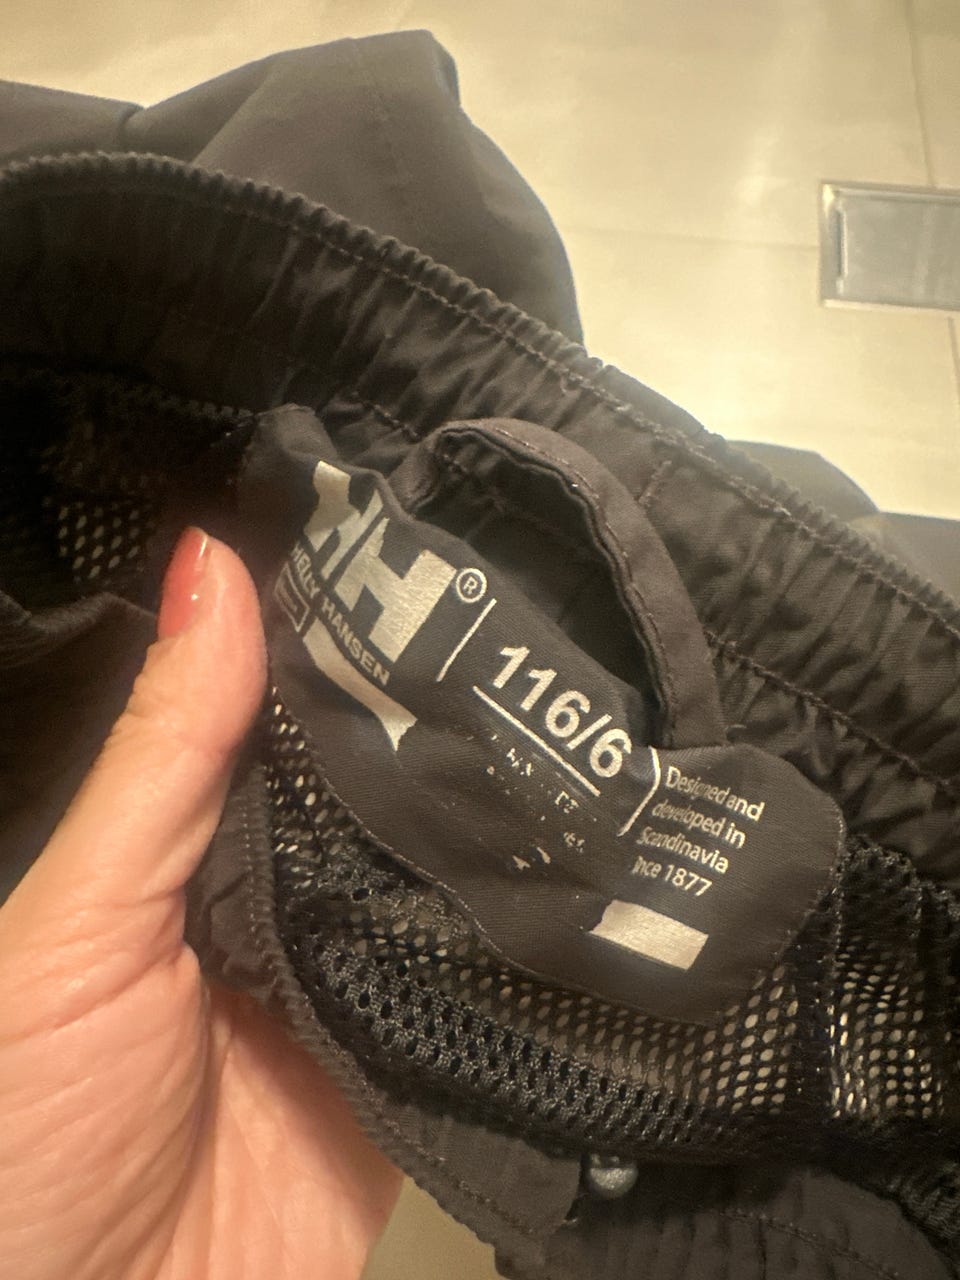 HH®
HELLY HANSEN
116/6
Designed and
developed in
Scandinavia
since 1877